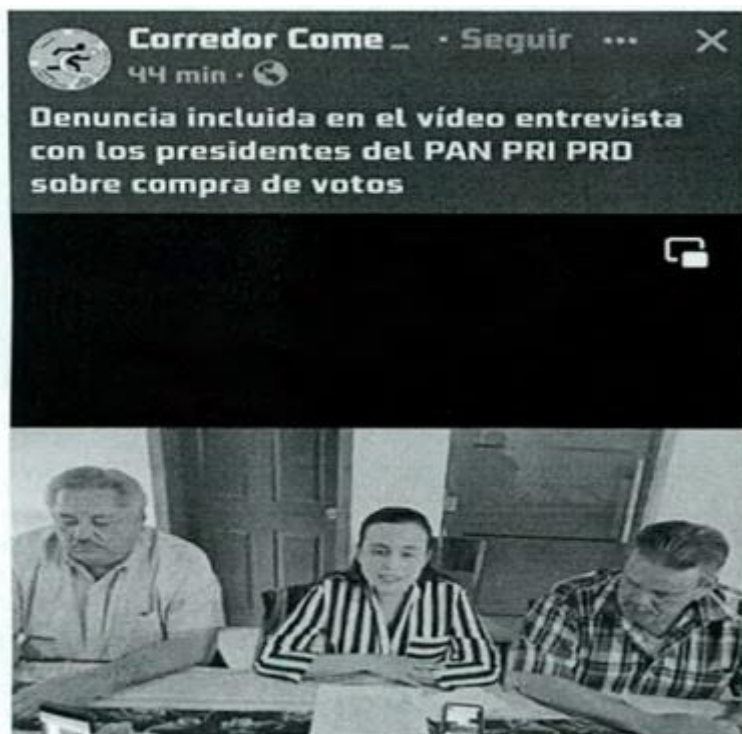 Corredor Come... · Seguir ...
44 min ·
Denuncia incluida en el vídeo entrevista
con los presidentes del PAN PRI PRD
sobre compra de votos